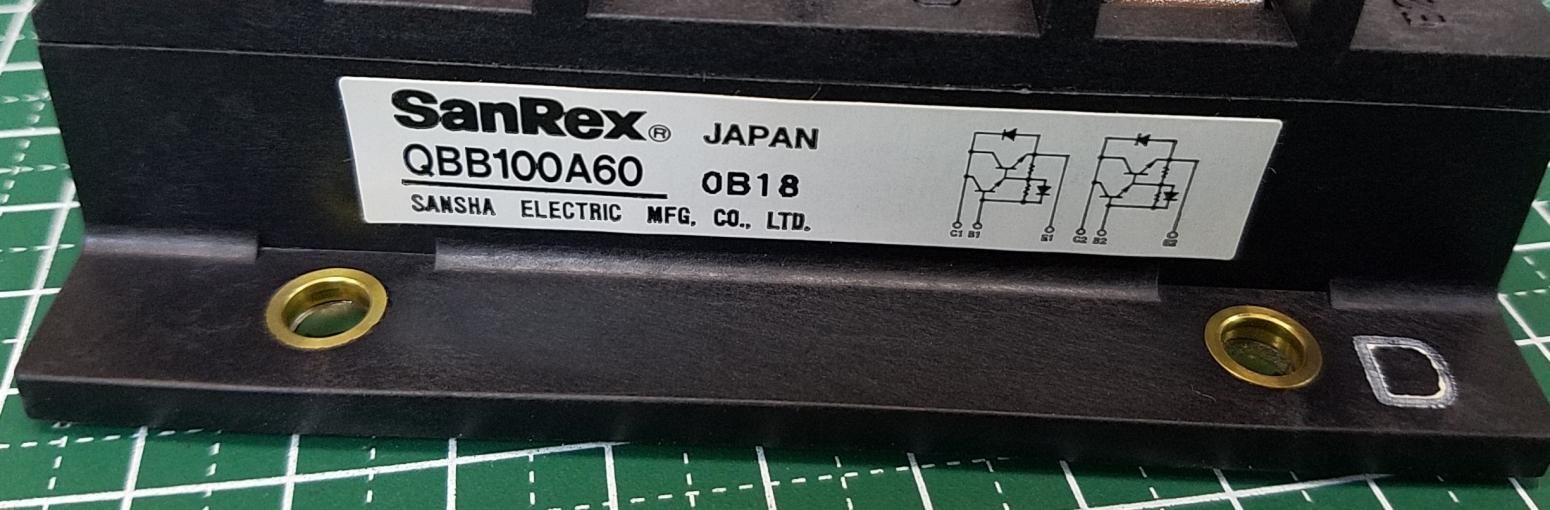 SanRex® JAPAN
QBB100A60 0B18
SANSHA ELECTRIC MFG. CO., LTD.
C1 B1 E1 C2 B2 E2
D